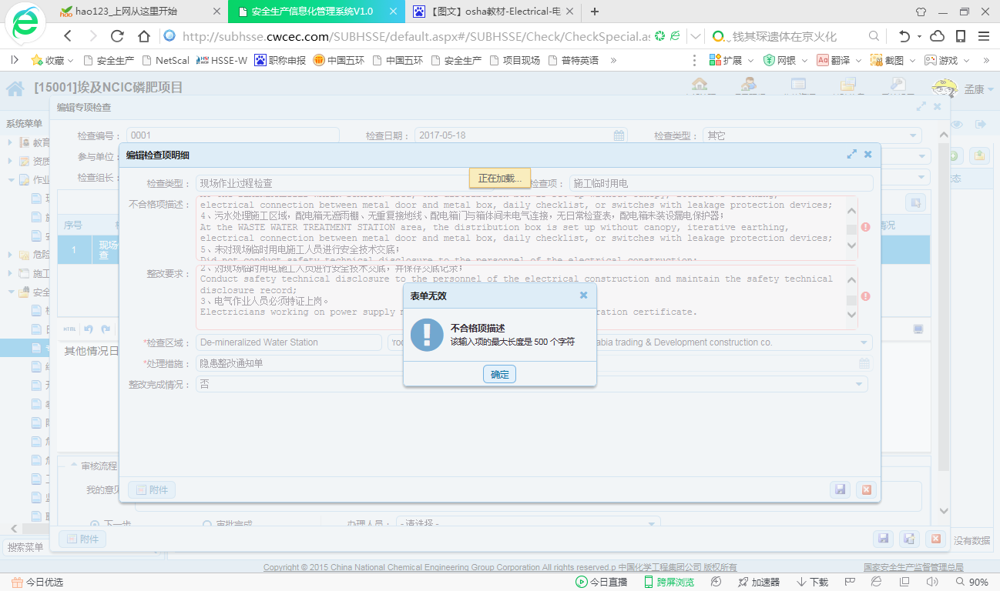 hao123_上网从这里开始
安全生产信息化管理系统V1.0
【图文】osha教材-Electrical-电
http://subhsse.cwcec.com/SUBHSSE/default.aspx#/SUBHSSE/Check/CheckSpecial.as
钱其琛遗体在京火化
收藏 安全生产 NetScal HSSE-W 职称申报 中国五环 中国五环 安全生产 项目现场 普特英语 » 扩展 网银 翻译 截图 游戏 »
[15001]埃及NCIC磷肥项目
孟康
系统菜单
编辑专项检查
检查编号： 0001 检查日期： 2017-05-18 检查类型： 其它
参与单位：
检查组长：
教育
资质
作业
危险
施工
安全
序号
1 现场
查
情况
状态
编辑检查项明细
正在加载...
检查类型： 现场作业过程检查 检查项： 施工临时用电
不合格项描述：
electrical connection between metal door and metal box, daily checklist, or switches with leakage protection devices;
4、污水处理施工区域，配电箱无遮雨棚、无重复接地线、配电箱门与箱体间未电气连接，无日常检查表，配电箱未装设漏电保护器；
At the WASTE WATER TREATMENT STATION area, the distribution box is set up without canopy, iterative earthing,
electrical connection between metal door and metal box, daily checklist, or switches with leakage protection devices;
5、未对现场临时用电施工人员进行安全技术交底；
Did not conduct safety technical disclosure to the personnel of the electrical construction;
整改要求：
2、对现场临时用电施工人员进行安全技术交底，并保存交底记录；
Conduct safety technical disclosure to the personnel of the electrical construction and maintain the safety technical
disclosure record;
3、电气作业人员必须持证上岗。
Electricians working on power supply
ration certificate.
表单无效
不合格项描述
该输入项的最大长度是 500 个字符
确定
*检查区域： De-mineralized Water Station
abia trading & Development construction co.
*处理措施： 隐患整改通知单
整改完成情况： 否
HTML
其他情况日
审核流程
我的意见
附件
下一步 审批完成 办理人员： - 请选择 -
附件
搜索菜单
没有数据
Copyright © 2015 China National Chemical Engineering Group Corporation All rights reserved.p 中国化学工程集团公司 版权所有
国家安全生产监督管理总局
今日优选 今日直播 跨屏浏览 加速器 下载 90%